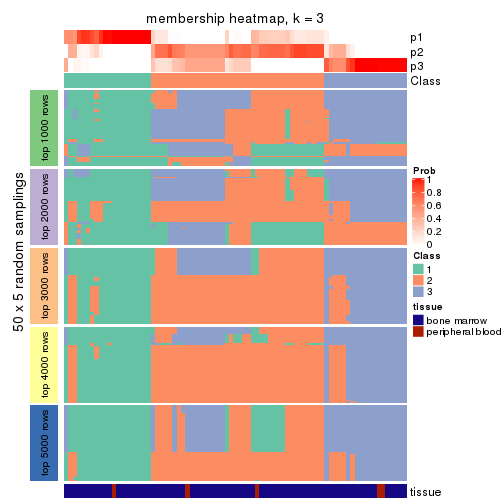 membership heatmap, k = 3
p1
p2
p3
Class
50 x 5 random samplings
top 1000 rows
top 2000 rows
top 3000 rows
top 4000 rows
top 5000 rows
Prob
1
0.8
0.6
0.4
0.2
0
Class
1
2
3
tissue
bone marrow
peripheral blood
tissue